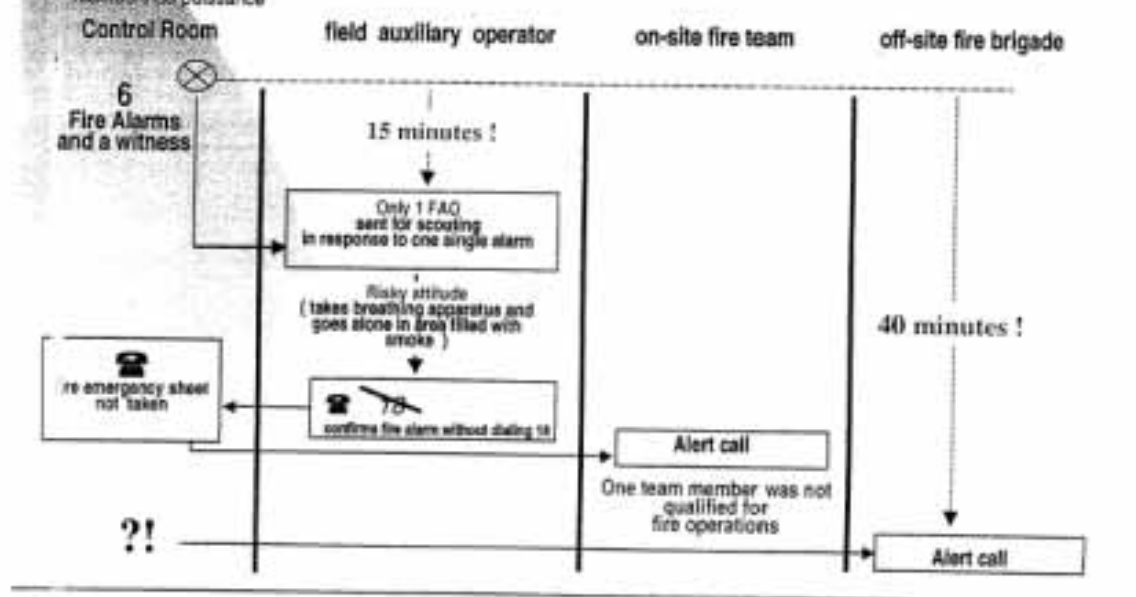 puissance
Control Room
field auxiliary operator
on-site fire team
off-site fire brigade
6
Fire Alarms
and a witness
15 minutes !
Only 1 FAO
sent for scouting
in response to one single alarm
Risky attitude
( takes breathing apparatus and
goes alone in area filled with
smoke )
40 minutes !
re emergency sheet
not taken
18
confirms fire alarm without dialing 18
Alert call
One team member was not
qualified for
fire operations
?!
Alert call